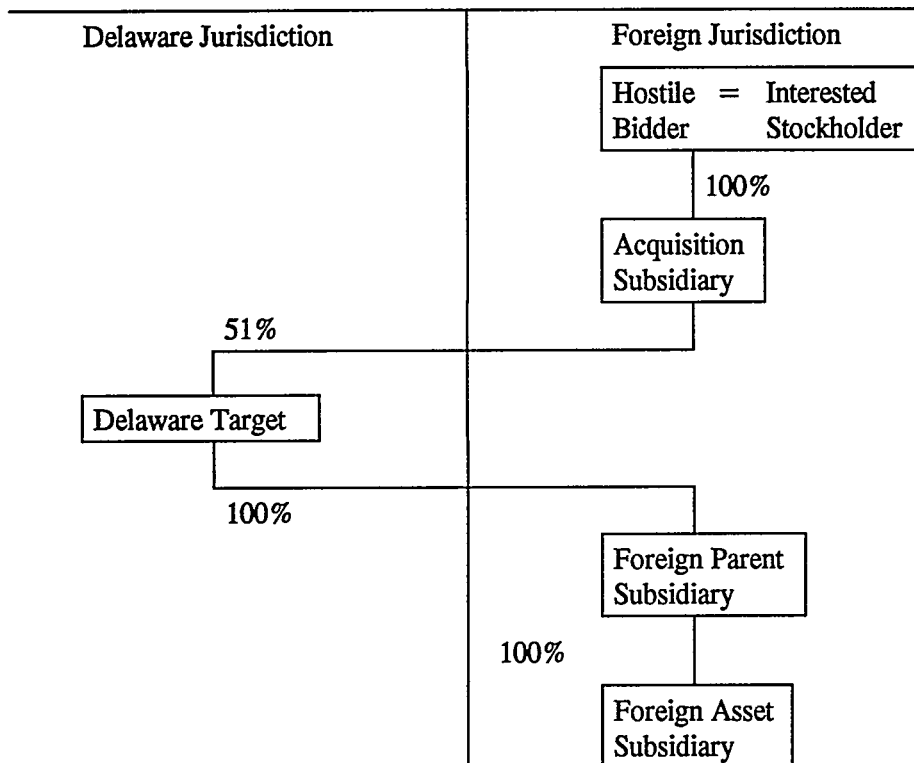 Delaware Jurisdiction
Foreign Jurisdiction
Hostile = Interested
Bidder Stockholder
100%
Acquisition
Subsidiary
51%
Delaware Target
100%
Foreign Parent
Subsidiary
100%
Foreign Asset
Subsidiary